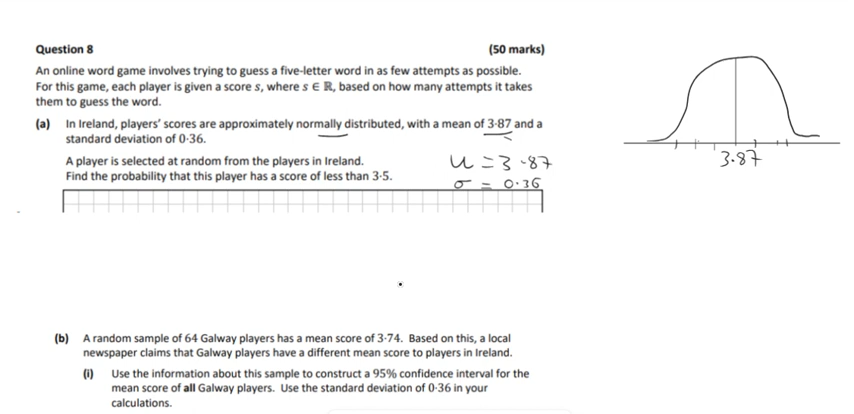 Question 8 (50 marks)
An online word game involves trying to guess a five-letter word in as few attempts as possible.
For this game, each player is given a score s, where s ∈ ℝ, based on how many attempts it takes
them to guess the word.
(a) In Ireland, players' scores are approximately normally distributed, with a mean of 3·87 and a
standard deviation of 0·36.
A player is selected at random from the players in Ireland.
Find the probability that this player has a score of less than 3·5.
u = 3·87
σ = 0·36
3·87
(b) A random sample of 64 Galway players has a mean score of 3·74. Based on this, a local
newspaper claims that Galway players have a different mean score to players in Ireland.
(i) Use the information about this sample to construct a 95% confidence interval for the
mean score of all Galway players. Use the standard deviation of 0·36 in your
calculations.